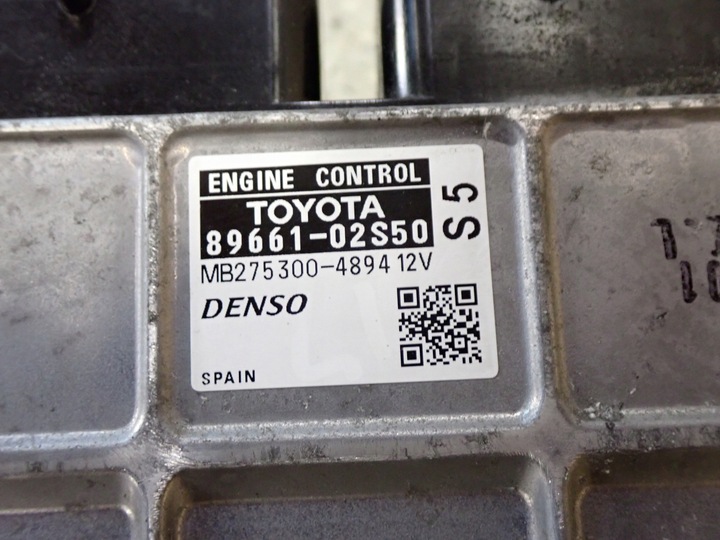 ENGINE CONTROL
TOYOTA
89661-02S50
S5
MB275300-4894 12V
DENSO
SPAIN